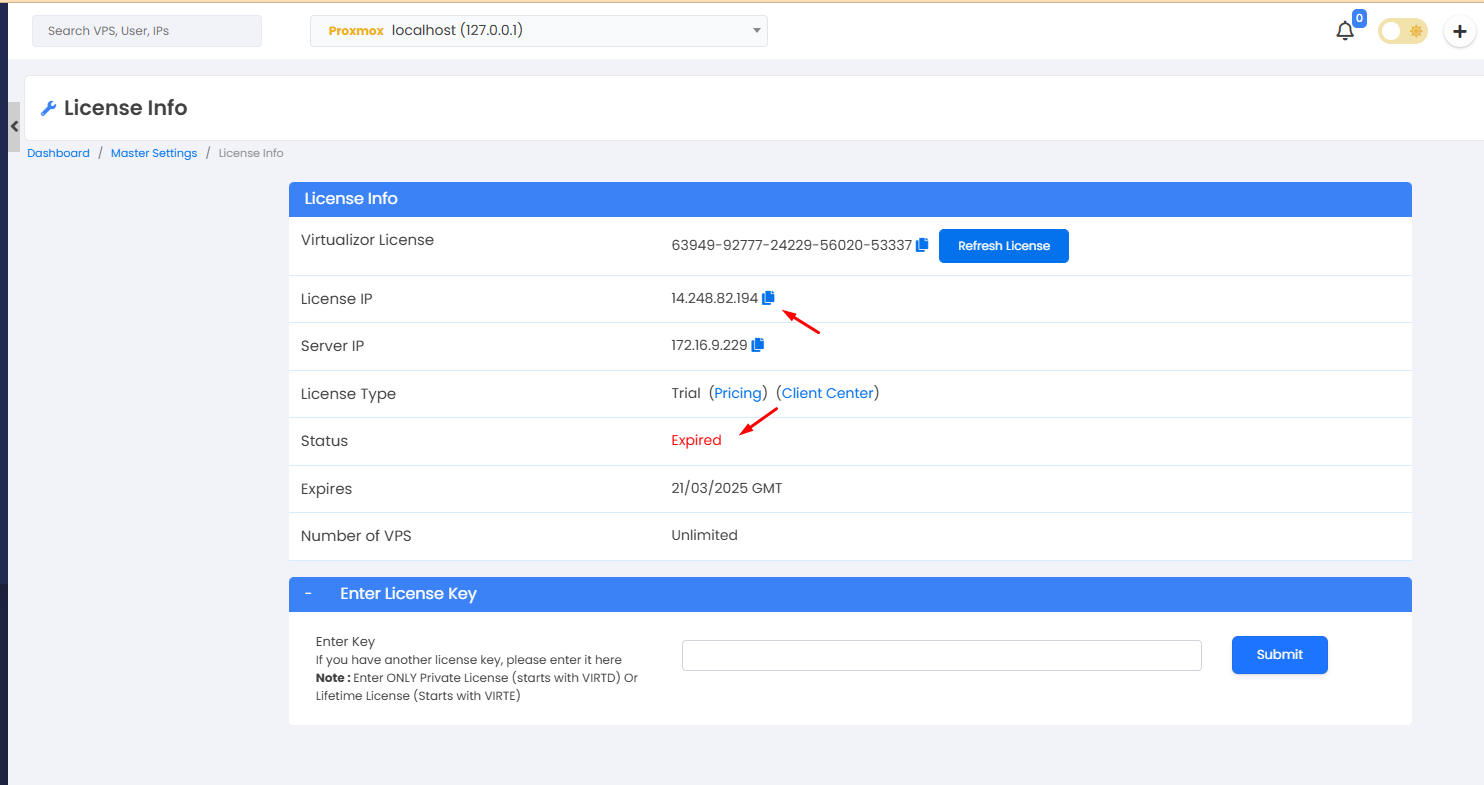 Search VPS, User, IPs
Proxmox localhost (127.0.0.1)
0
License Info
Dashboard / Master Settings / License Info
License Info
Virtualizor License 63949-92777-24229-56020-53337 Refresh License
License IP 14.248.82.194
Server IP 172.16.9.229
License Type Trial (Pricing) (Client Center)
Status Expired
Expires 21/03/2025 GMT
Number of VPS Unlimited
- Enter License Key
Enter Key
If you have another license key, please enter it here
Note : Enter ONLY Private License (starts with VIRTD) Or
Lifetime License (Starts with VIRTE)
Submit